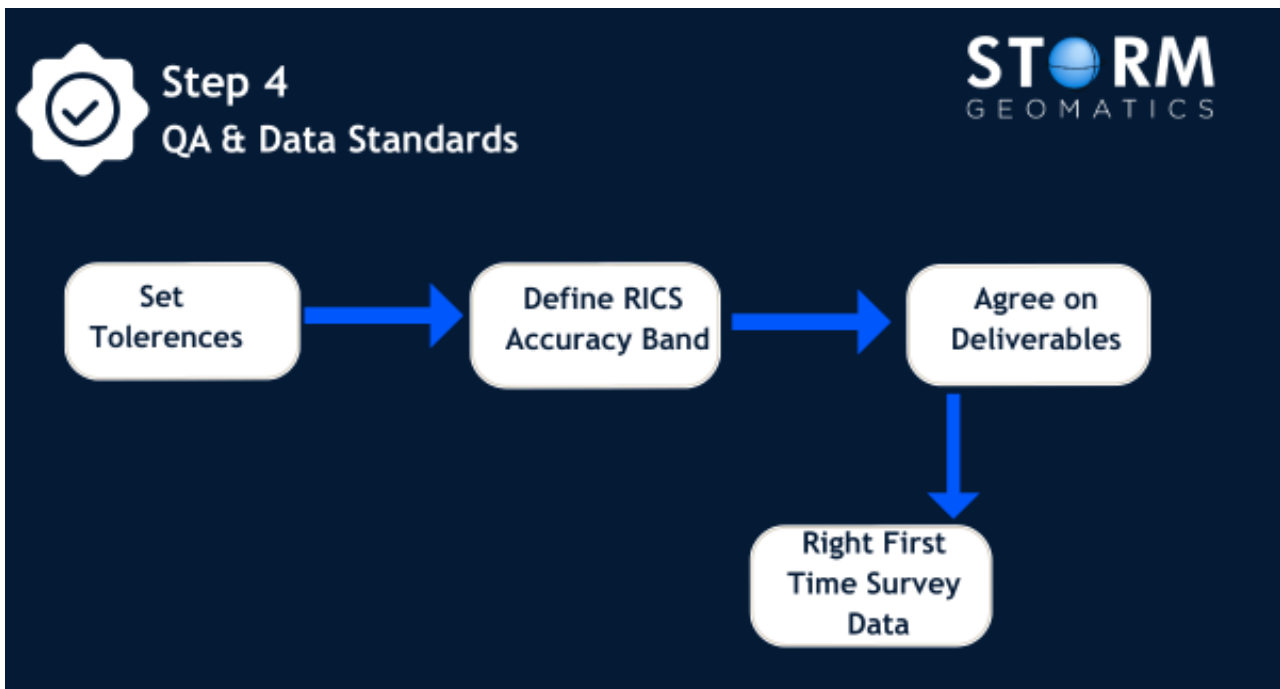 Step 4
QA & Data Standards
STORM
GEOMATICS
Set
Tolerences
Define RICS
Accuracy Band
Agree on
Deliverables
Right First
Time Survey
Data